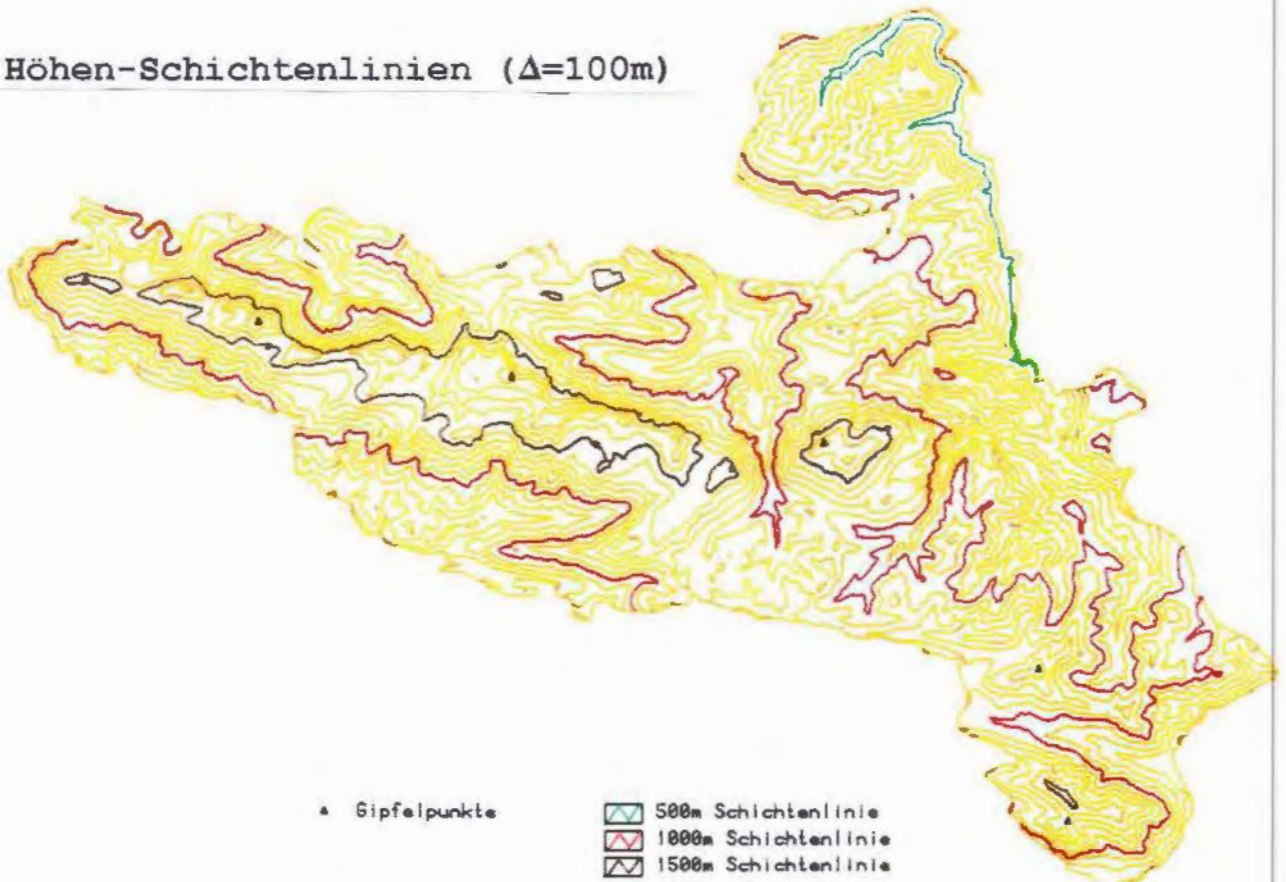 Höhen-Schichtenlinien (Δ=100m)
Gipfelpunkte
500m Schichtenlinie
1000m Schichtenlinie
1500m Schichtenlinie